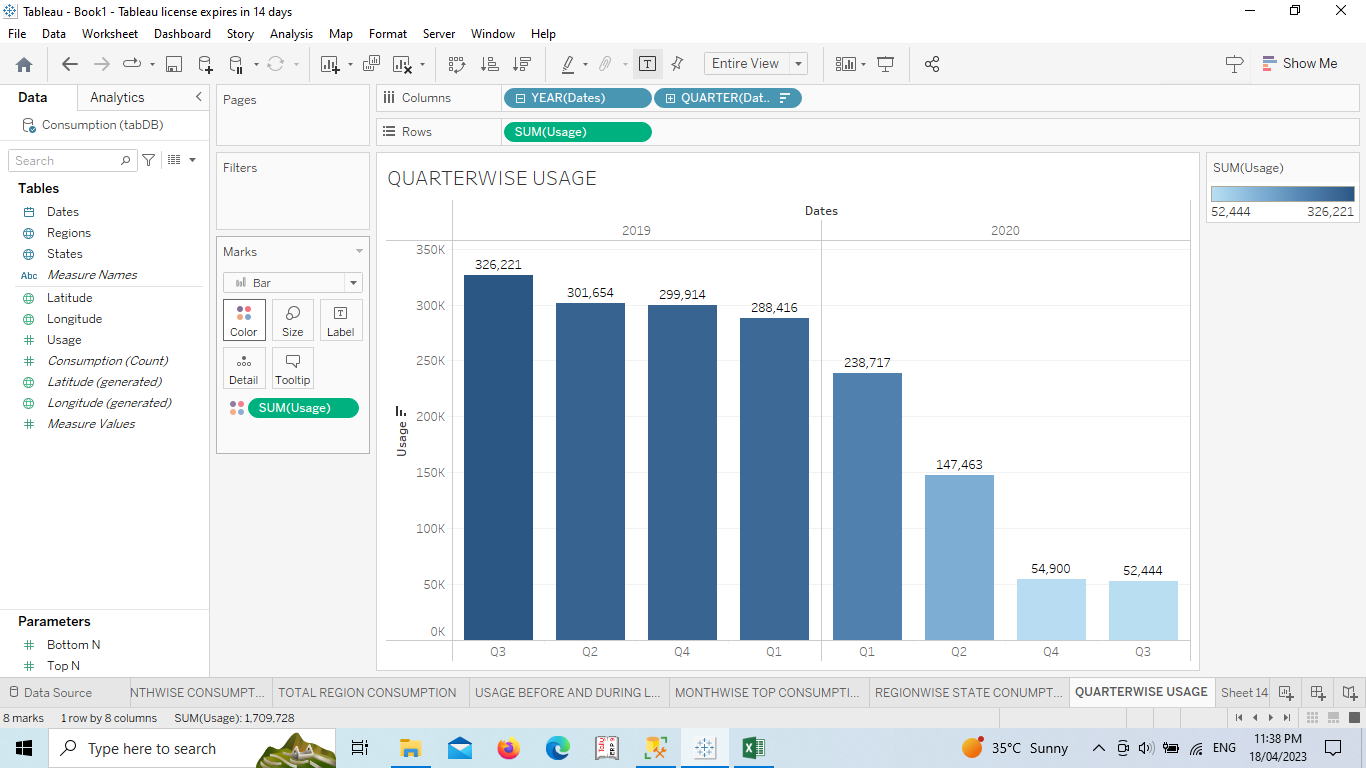 Tableau - Book1 - Tableau license expires in 14 days
File Data Worksheet Dashboard Story Analysis Map Format Server Window Help
Entire View
Show Me
Data Analytics
Consumption (tabDB)
Search
Tables
Dates
Regions
States
Abc Measure Names
Latitude
Longitude
Usage
Consumption (Count)
Latitude (generated)
Longitude (generated)
Measure Values
Parameters
Bottom N
Top N
Pages
Filters
Marks
Bar
Color Size Label
Detail Tooltip
SUM(Usage)
Columns YEAR(Dates) QUARTER(Dat..
Rows SUM(Usage)
QUARTERWISE USAGE
Dates
2019 2020
Usage
350K
300K
250K
200K
150K
100K
50K
0K
326,221
301,654
299,914
288,416
238,717
147,463
54,900
52,444
Q3 Q2 Q4 Q1 Q1 Q2 Q4 Q3
SUM(Usage)
52,444 326,221
Data Source NTHWISE CONSUMPT... TOTAL REGION CONSUMPTION USAGE BEFORE AND DURING L... MONTHWISE TOP CONSUMPTI... REGIONWISE STATE CONUMPT... QUARTERWISE USAGE Sheet 14
8 marks 1 row by 8 columns SUM(Usage): 1,709,728
Type here to search
35°C Sunny
ENG
11:38 PM
18/04/2023